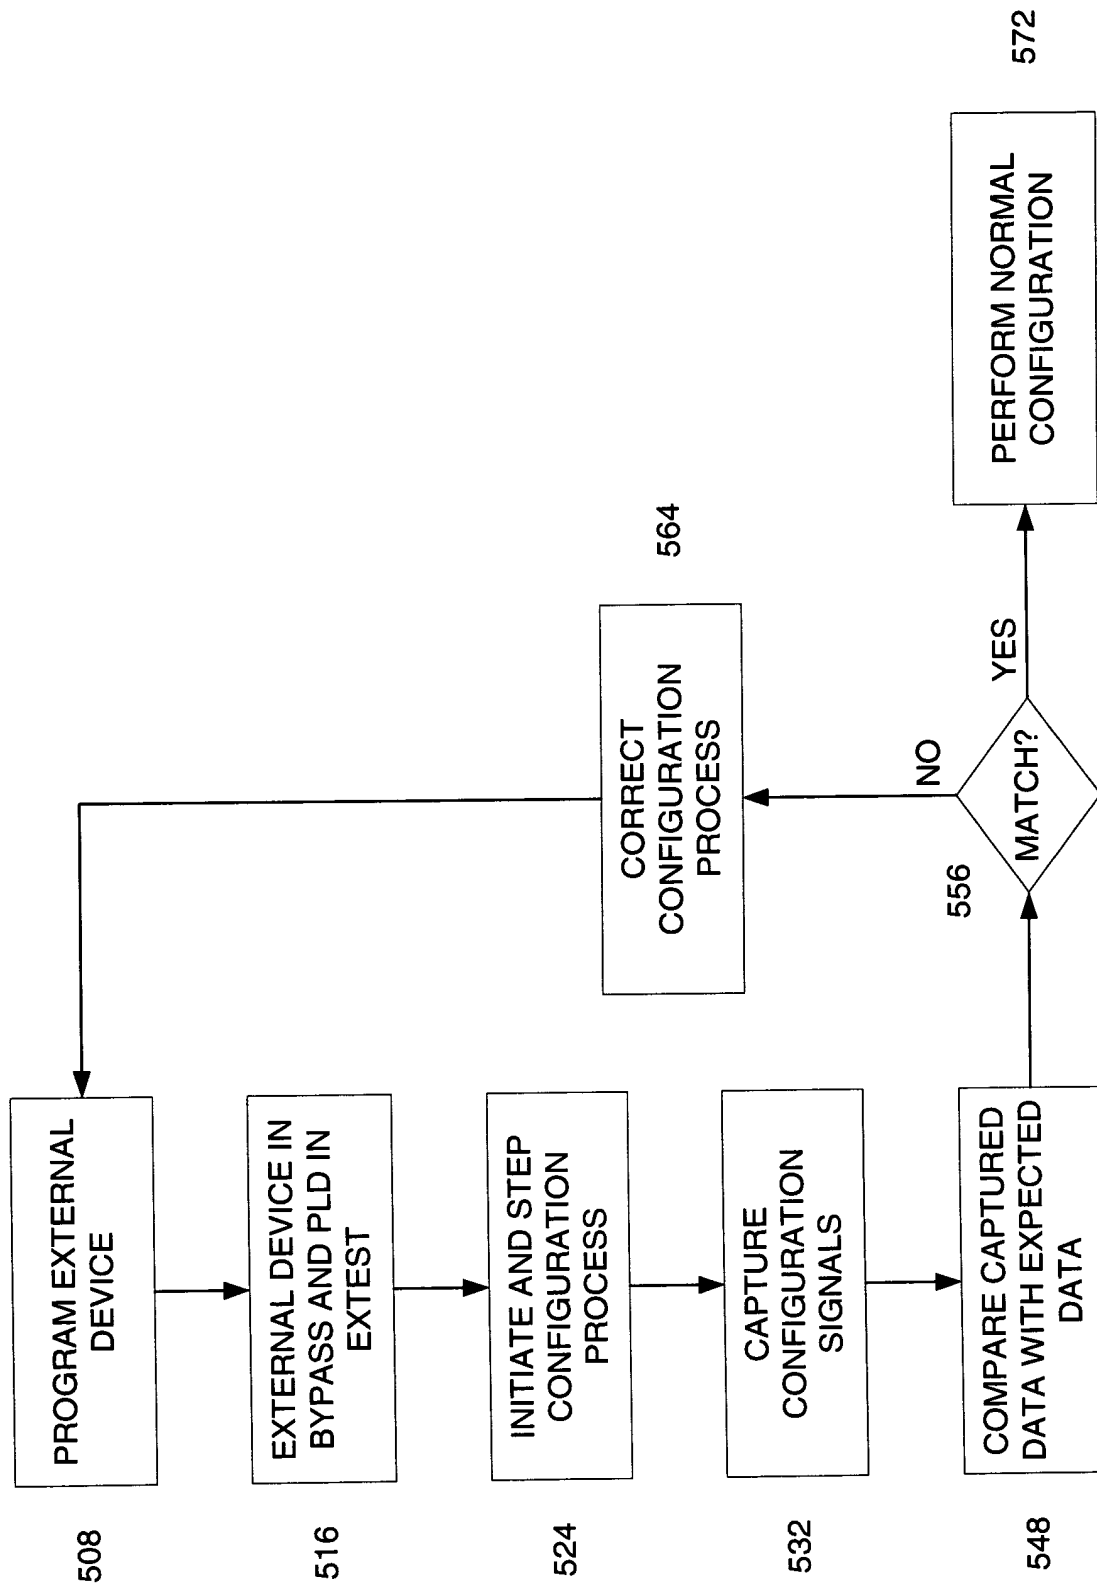 508
PROGRAM EXTERNAL
DEVICE
516
EXTERNAL DEVICE IN
BYPASS AND PLD IN
EXTEST
524
INITIATE AND STEP
CONFIGURATION
PROCESS
532
CAPTURE
CONFIGURATION
SIGNALS
548
COMPARE CAPTURED
DATA WITH EXPECTED
DATA
556
MATCH?
NO
CORRECT
CONFIGURATION
PROCESS
564
YES
PERFORM NORMAL
CONFIGURATION
572